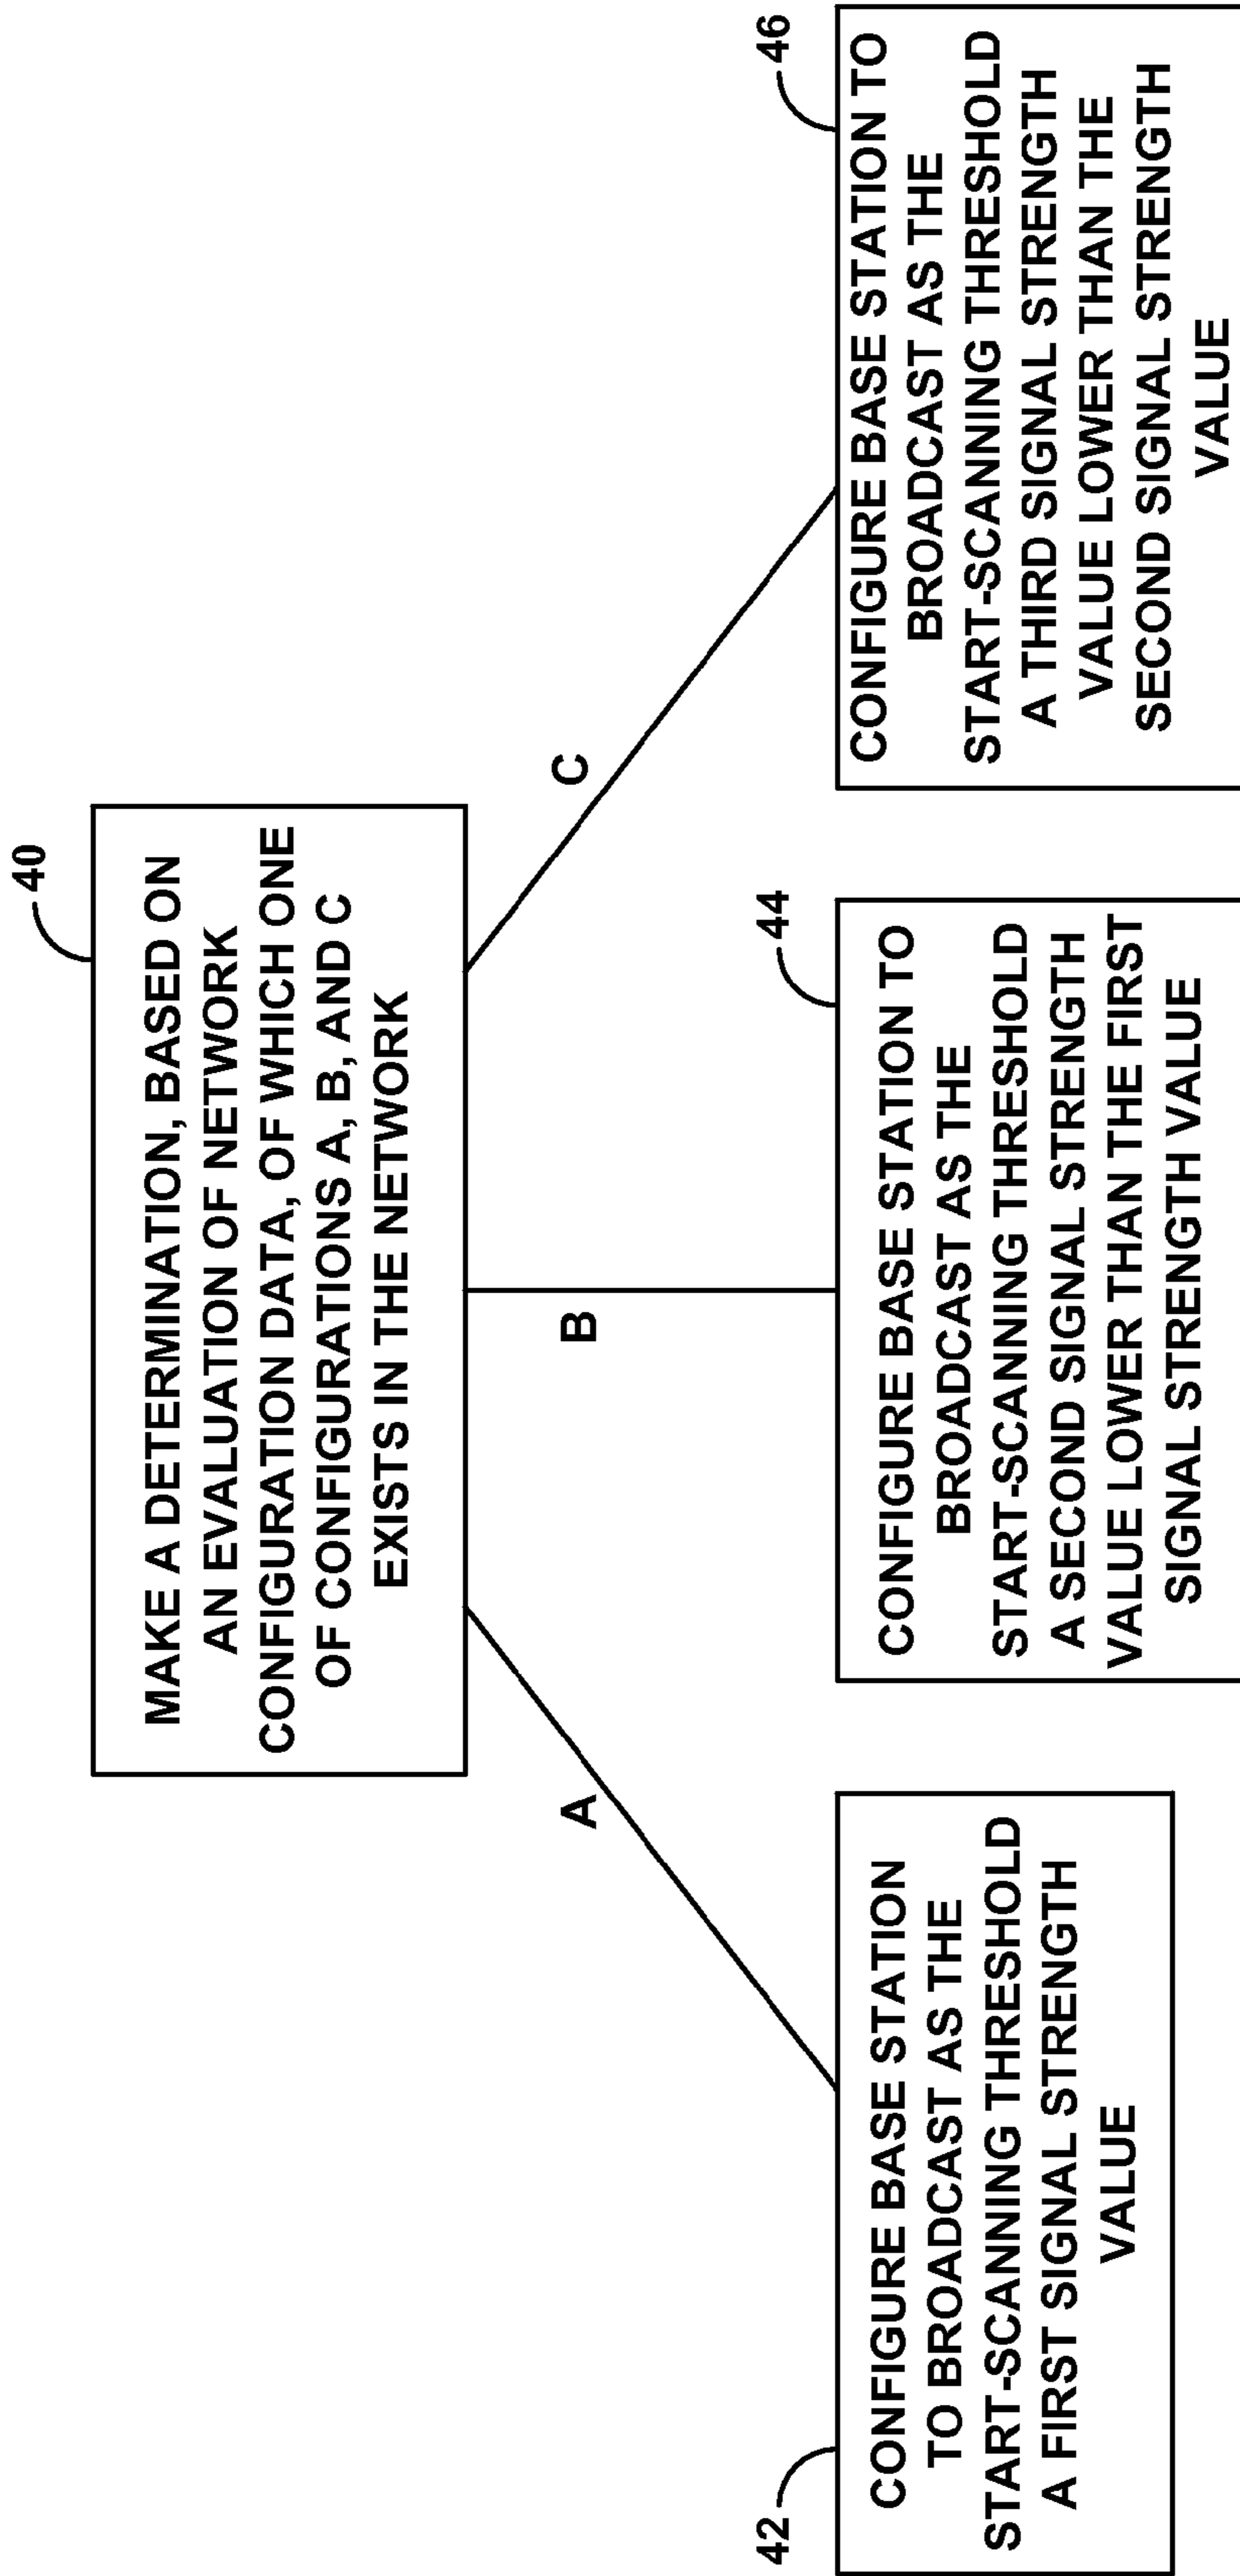 40
MAKE A DETERMINATION, BASED ON
AN EVALUATION OF NETWORK
CONFIGURATION DATA, OF WHICH ONE
OF CONFIGURATIONS A, B, AND C
EXISTS IN THE NETWORK
A
B
C
42
CONFIGURE BASE STATION
TO BROADCAST AS THE
START-SCANNING THRESHOLD
A FIRST SIGNAL STRENGTH
VALUE
44
CONFIGURE BASE STATION TO
BROADCAST AS THE
START-SCANNING THRESHOLD
A SECOND SIGNAL STRENGTH
VALUE LOWER THAN THE FIRST
SIGNAL STRENGTH VALUE
46
CONFIGURE BASE STATION TO
BROADCAST AS THE
START-SCANNING THRESHOLD
A THIRD SIGNAL STRENGTH
VALUE LOWER THAN THE
SECOND SIGNAL STRENGTH
VALUE